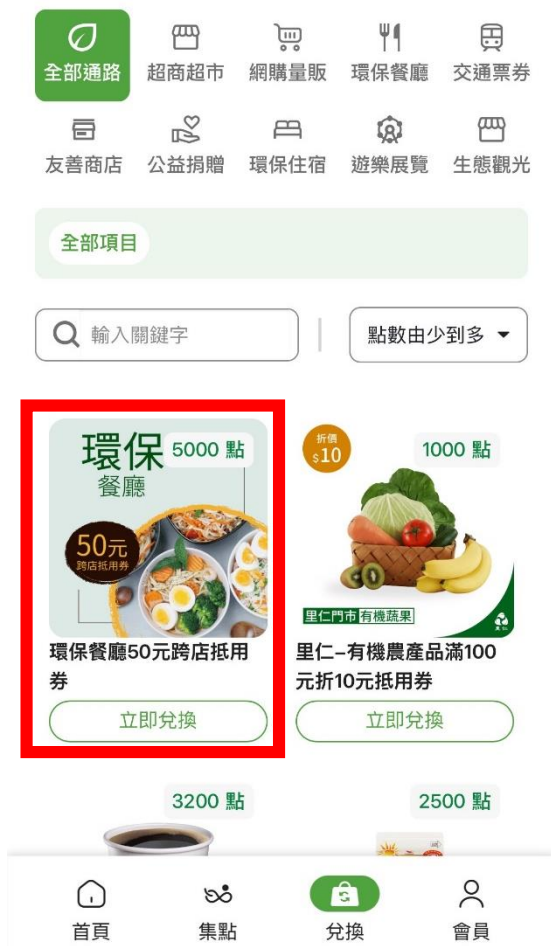 全部通路
超商超市
網購量販
環保餐廳
交通票券
友善商店
公益捐贈
環保住宿
遊樂展覽
生態觀光
全部項目
輸入關鍵字
點數由少到多
環保
餐廳
5000 點
50元
跨店抵用券
環保餐廳50元跨店抵用
券
立即兌換
折價
$10
1000 點
里仁門市 有機蔬果
里仁
里仁–有機農產品滿100
元折10元抵用券
立即兌換
3200 點
2500 點
首頁
集點
兌換
會員